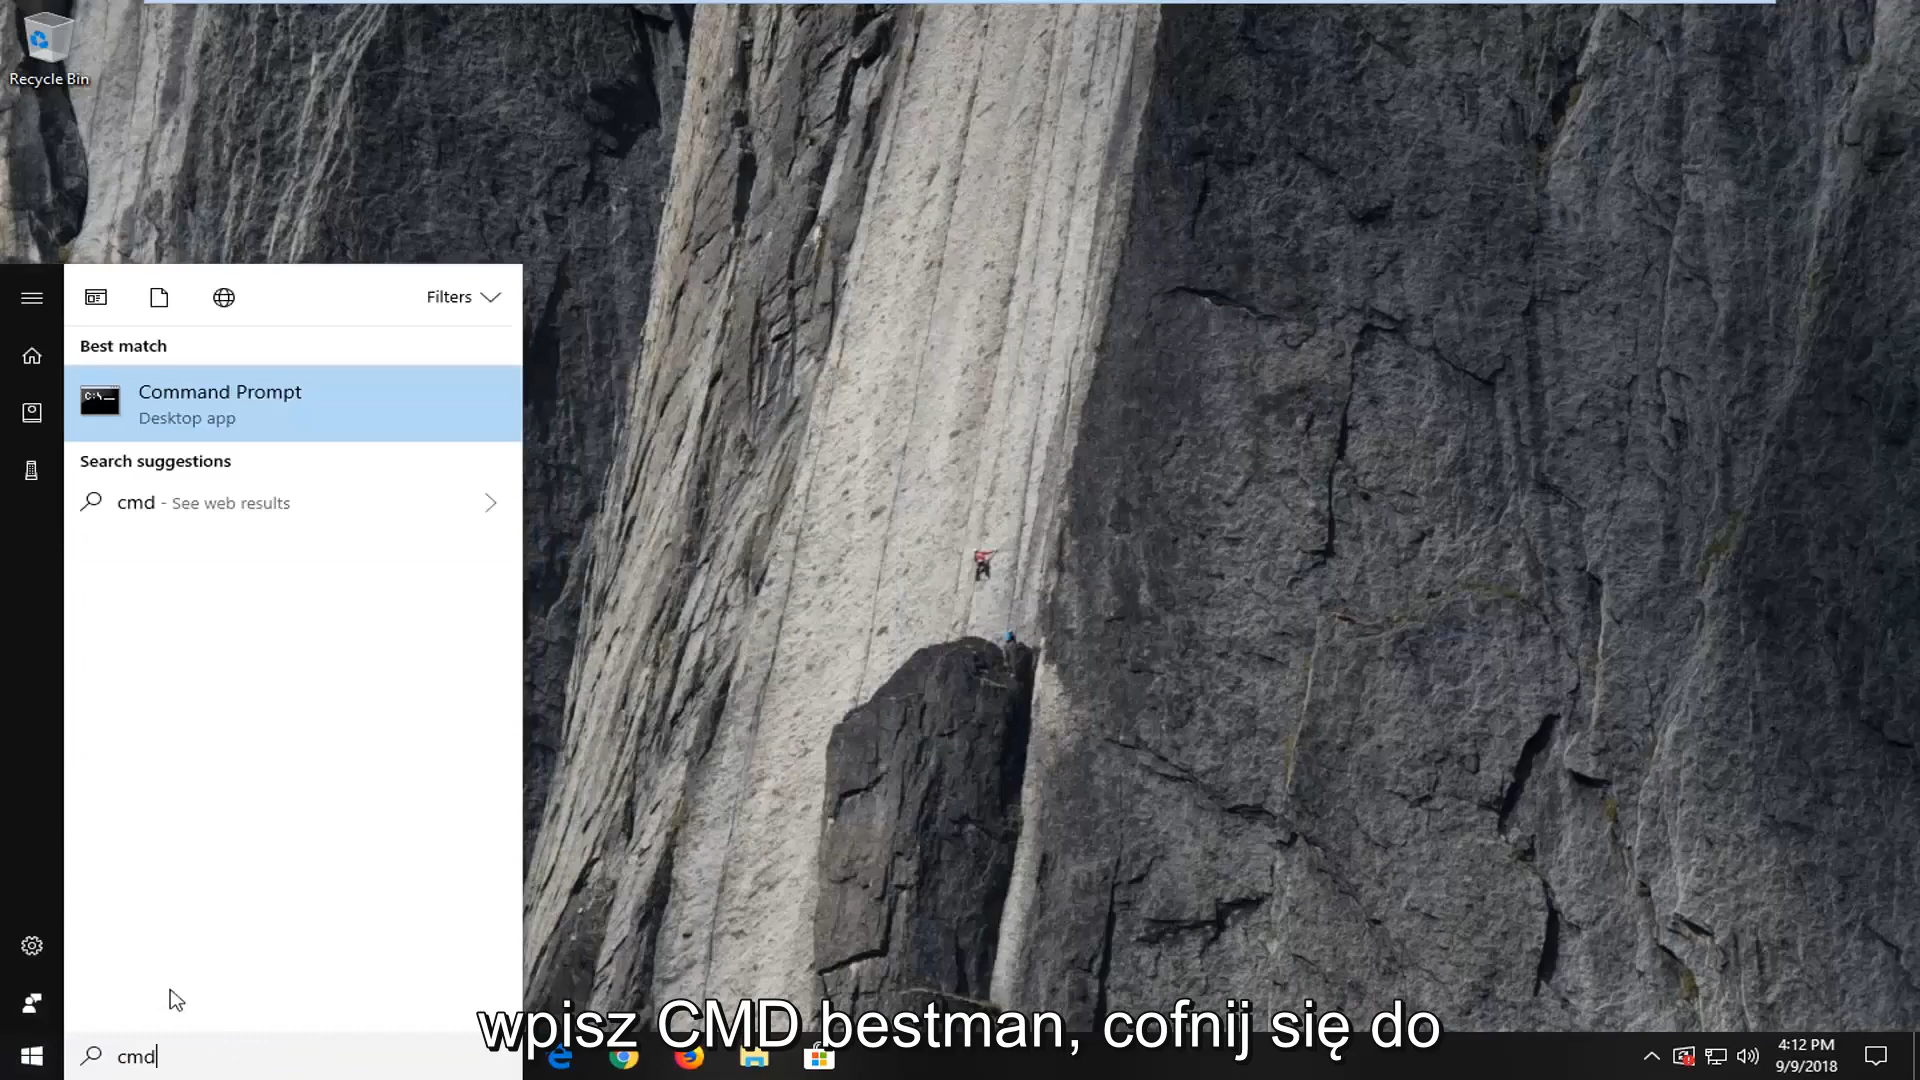 Recycle Bin
Filters
Best match
C:\
Command Prompt
Desktop app
Search suggestions
cmd - See web results
wpisz CMD bestman, cofnij się do
cmd
4:12 PM
9/9/2018